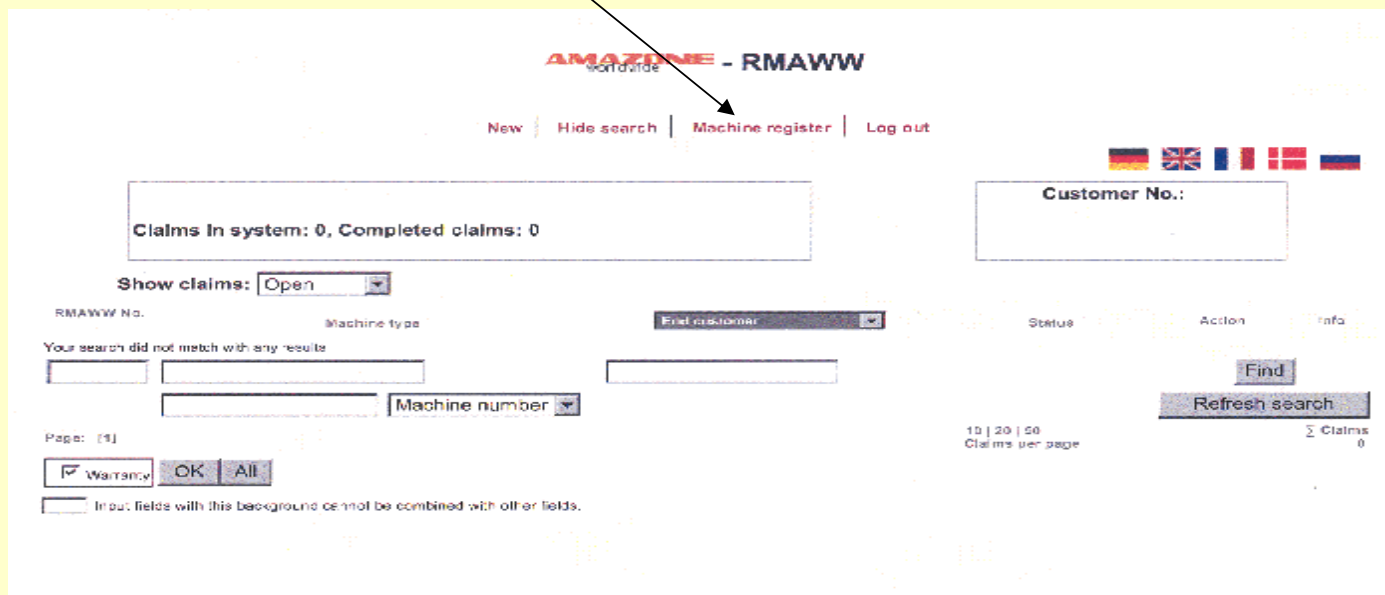 AMAZONE - RMAWW
worldwide
New | Hide search | Machine register | Log out
Customer No.:
Claims In system: 0, Completed claims: 0
Show claims: Open
RMAWW No. Machine type End customer Status Action Info
Your search did not match with any results
Find
Machine number Refresh search
Page: [1] 10 | 20 | 50 ∑ Claims
Claims per page 0
Warranty OK All
Input fields with this background cannot be combined with other fields.